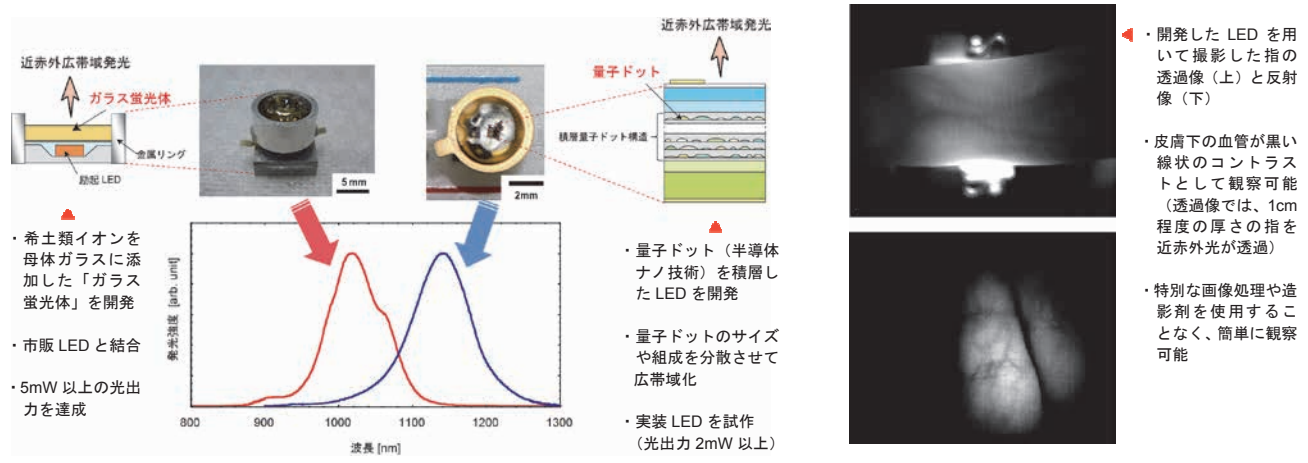 近赤外広帯域発光
ガラス蛍光体
金属リング
励起 LED
5mm
2mm
近赤外広帯域発光
量子ドット
積層量子ドット構造
・希土類イオンを
母体ガラスに添
加した「ガラス
蛍光体」を開発
・市販 LED と結合
・5mW 以上の光出
力を達成
発光強度 [arb. unit]
800
900
1000
1100
1200
1300
波長 [nm]
・量子ドット（半導体
ナノ技術）を積層し
た LED を開発
・量子ドットのサイズ
や組成を分散させて
広帯域化
・実装 LED を試作
（光出力 2mW 以上）
・開発した LED を用
いて撮影した指の
透過像（上）と反射
像（下）
・皮膚下の血管が黒い
線状のコントラス
トとして観察可能
（透過像では、1cm
程度の厚さの指を
近赤外光が透過）
・特別な画像処理や造
影剤を使用するこ
となく、簡単に観察
可能